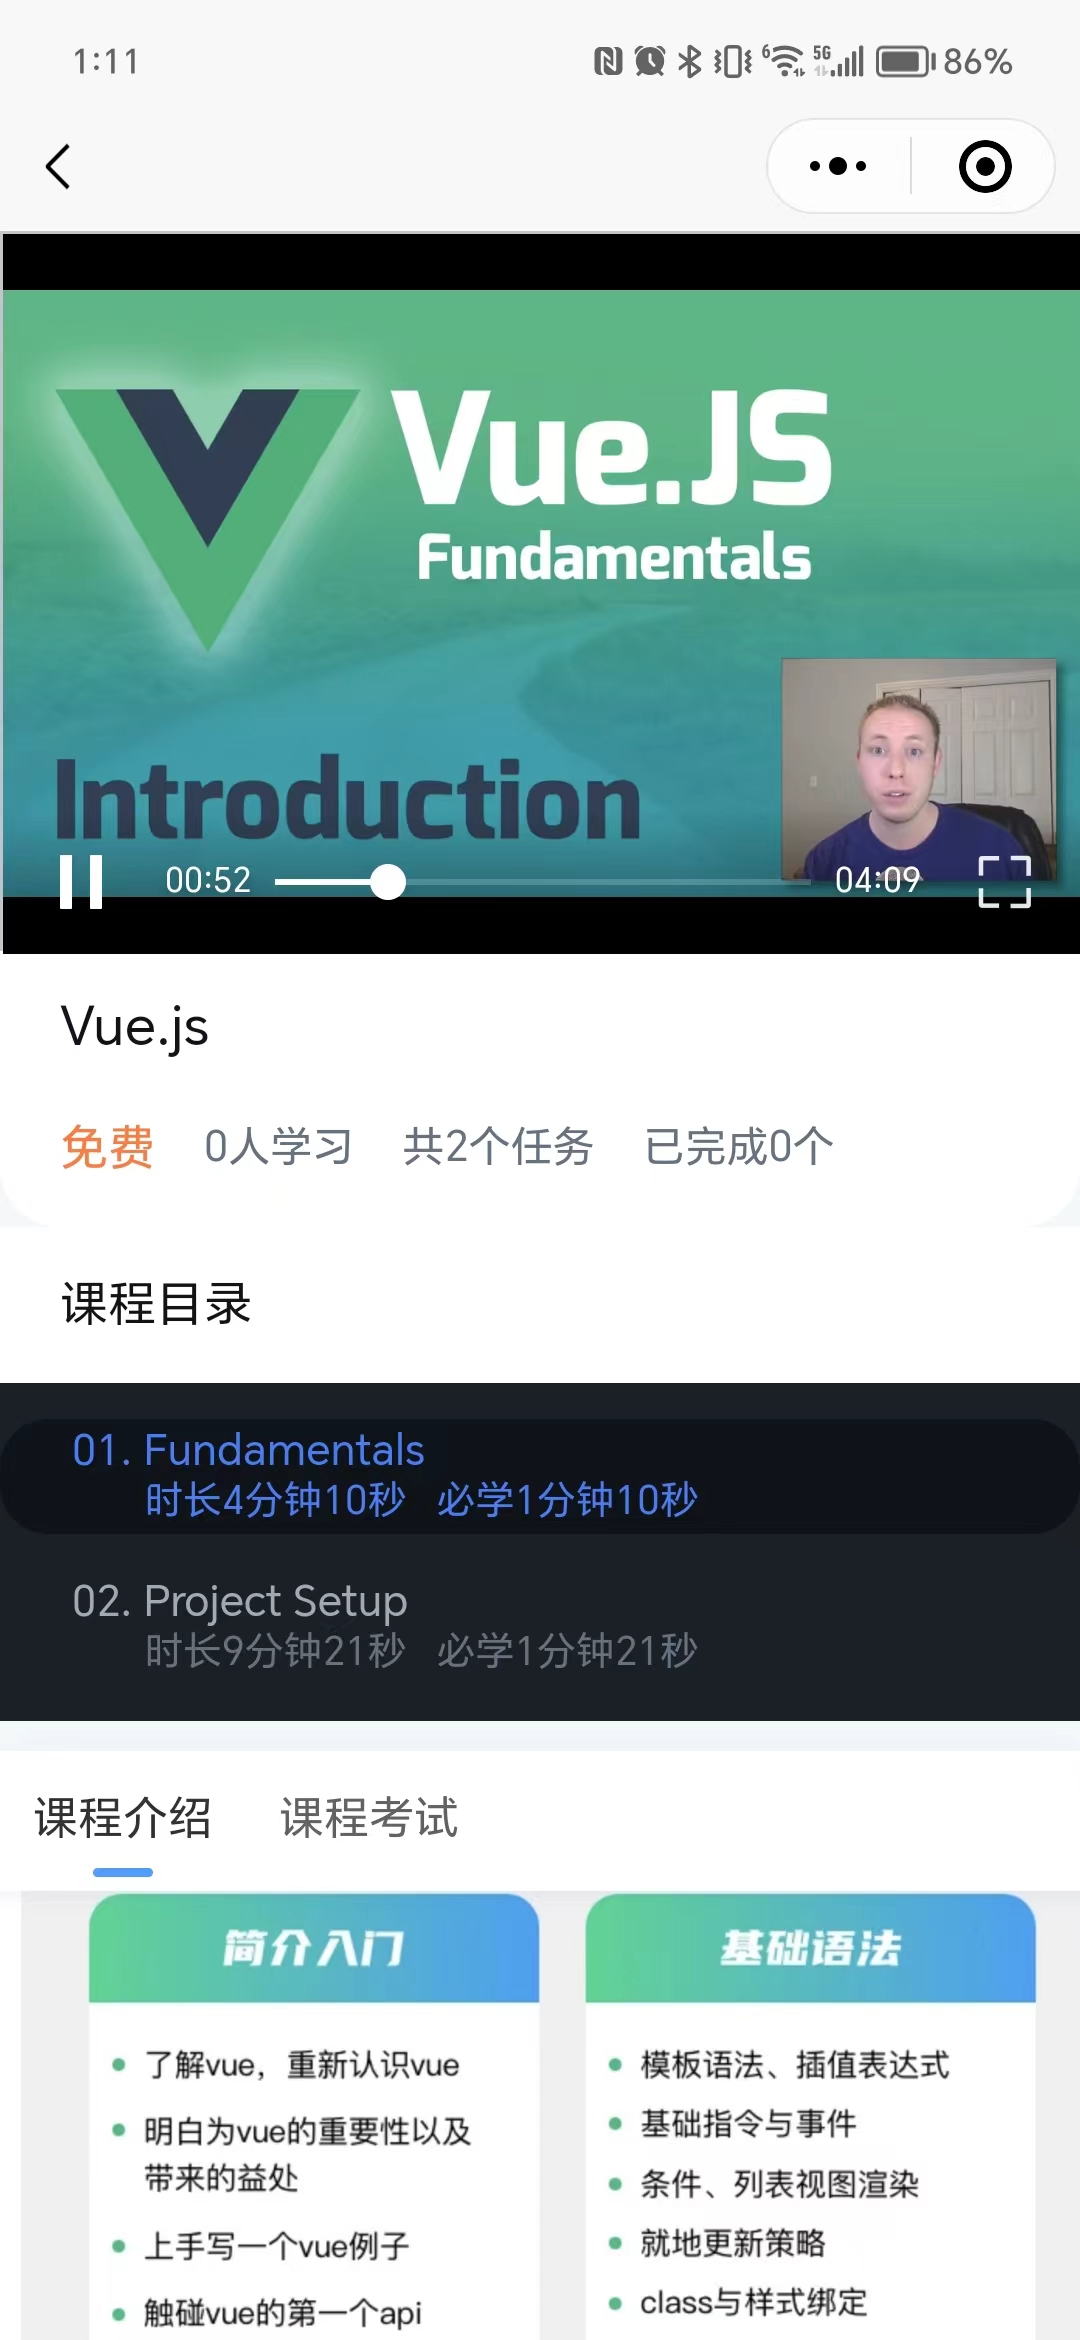 1:11
6
5G
86%
Vue.JS
Fundamentals
Introduction
00:52
04:09
Vue.js
免费 0人学习 共2个任务 已完成0个
课程目录
01. Fundamentals
时长4分钟10秒 必学1分钟10秒
02. Project Setup
时长9分钟21秒 必学1分钟21秒
课程介绍 课程考试
简介入门
了解vue，重新认识vue
明白为vue的重要性以及
带来的益处
上手写一个vue例子
触碰vue的第一个api
基础语法
模板语法、插值表达式
基础指令与事件
条件、列表视图渲染
就地更新策略
class与样式绑定